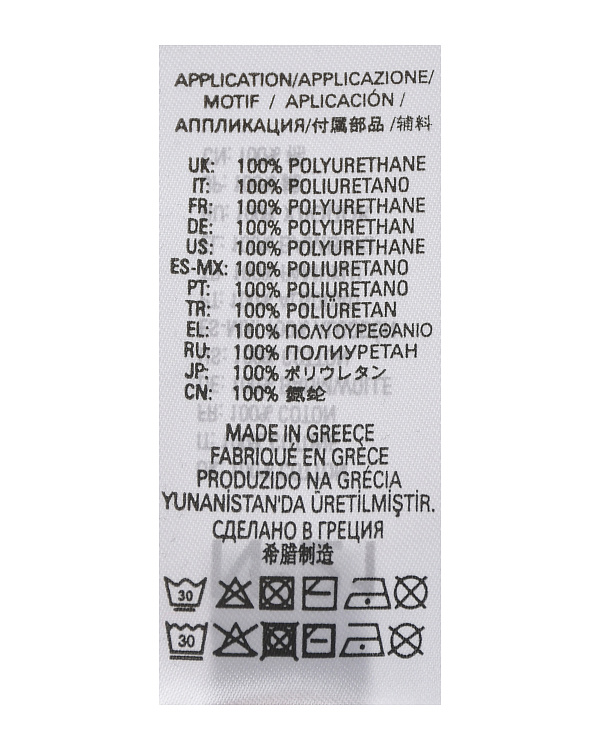 APPLICATION/APPLICAZIONE/
MOTIF / APLICACIÓN /
АППЛИКАЦИЯ/付属部品 /辅料
UK: 100% POLYURETHANE
IT: 100% POLIURETANO
FR: 100% POLYURETHANE
DE: 100% POLYURETHAN
US: 100% POLYURETHANE
ES-MX: 100% POLIURETANO
PT: 100% POLIURETANO
TR: 100% POLİÜRETAN
EL: 100% ΠΟΛΥΟΥΡΕΘΑΝΙΟ
RU: 100% ПОЛИУРЕТАН
JP: 100% ポリウレタン
CN: 100% 氨纶
MADE IN GREECE
FABRIQUÉ EN GRÈCE
PRODUZIDO NA GRÉCIA
YUNANİSTAN'DA ÜRETİLMİŞTİR.
СДЕЛАНО В ГРЕЦИЯ
希腊制造
30
30